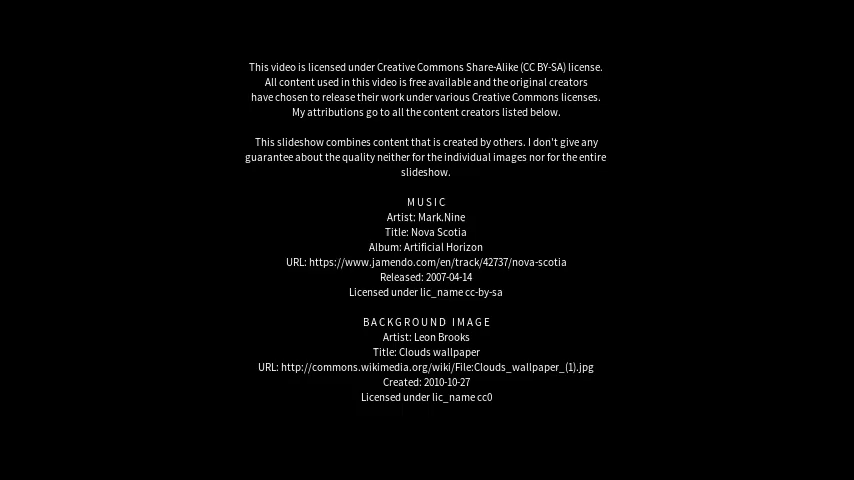 This video is licensed under Creative Commons Share-Alike (CC BY-SA) license.
All content used in this video is free available and the original creators
have chosen to release their work under various Creative Commons licenses.
My attributions go to all the content creators listed below.
This slideshow combines content that is created by others. I don't give any
guarantee about the quality neither for the individual images nor for the entire
slideshow.
MUSIC
Artist: Mark.Nine
Title: Nova Scotia
Album: Artificial Horizon
URL: https://www.jamendo.com/en/track/42737/nova-scotia
Released: 2007-04-14
Licensed under lic_name cc-by-sa
BACKGROUND IMAGE
Artist: Leon Brooks
Title: Clouds wallpaper
URL: http://commons.wikimedia.org/wiki/File:Clouds_wallpaper_(1).jpg
Created: 2010-10-27
Licensed under lic_name cc0